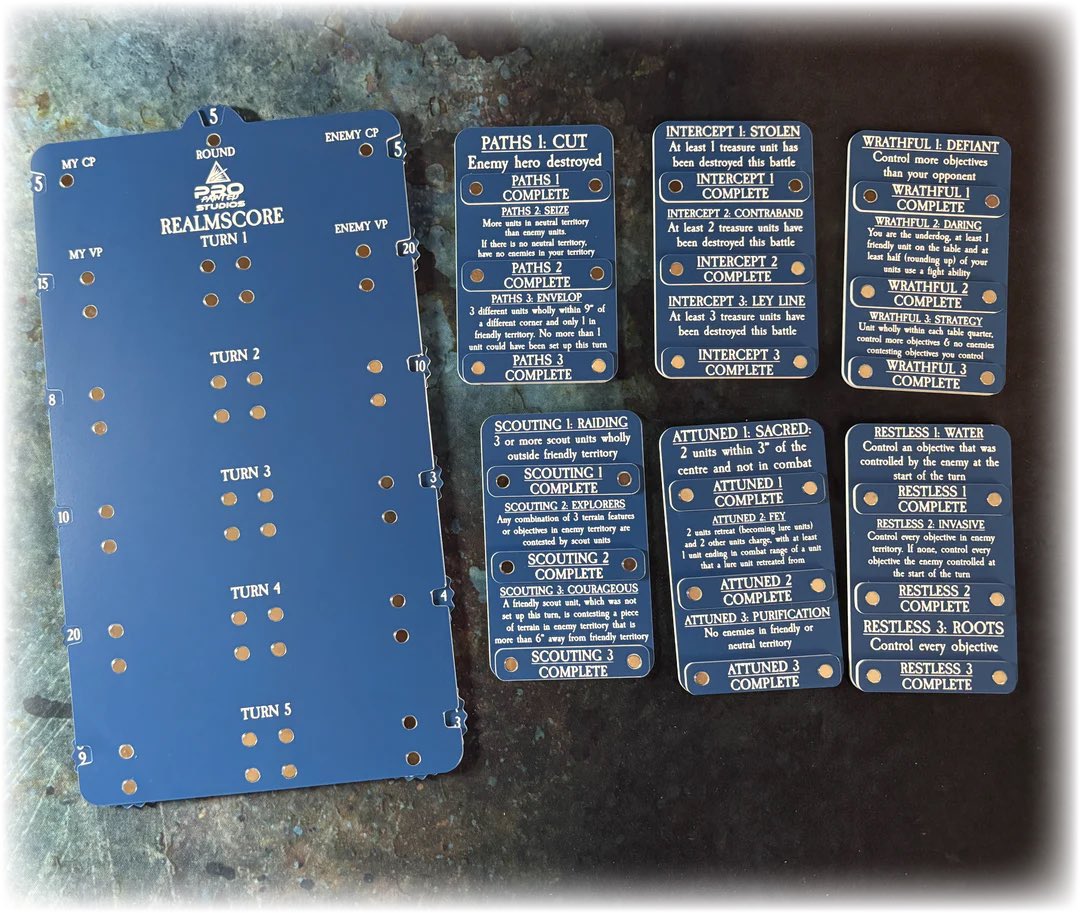 5
ROUND
MY CP
5
ENEMY CP
5
PRO
PAINTED
STUDIOS
REALMSCORE
TURN 1
MY VP
15
ENEMY VP
20
TURN 2
8
10
TURN 3
10
3
TURN 4
20
4
TURN 5
9
3
PATHS 1: CUT
Enemy hero destroyed
PATHS 1
COMPLETE
PATHS 2: SEIZE
More units in neutral territory
than enemy units.
If there is no neutral territory,
have no enemies in your territory
PATHS 2
COMPLETE
PATHS 3: ENVELOP
3 different units wholly within 9" of
a different corner and only 1 in
friendly territory. No more than 1
unit could have been set up this turn
PATHS 3
COMPLETE
INTERCEPT 1: STOLEN
At least 1 treasure unit has
been destroyed this battle
INTERCEPT 1
COMPLETE
INTERCEPT 2: CONTRABAND
At least 2 treasure units have
been destroyed this battle
INTERCEPT 2
COMPLETE
INTERCEPT 3: LEY LINE
At least 3 treasure units have
been destroyed this battle
INTERCEPT 3
COMPLETE
WRATHFUL 1: DEFIANT
Control more objectives
than your opponent
WRATHFUL 1
COMPLETE
WRATHFUL 2: DARING
You are the underdog, at least 1
friendly unit on the table and at
least half (rounding up) of your
units use a fight ability
WRATHFUL 2
COMPLETE
WRATHFUL 3: STRATEGY
Unit wholly within each table quarter,
control more objectives & no enemies
contesting objectives you control
WRATHFUL 3
COMPLETE
SCOUTING 1: RAIDING
3 or more scout units wholly
outside friendly territory
SCOUTING 1
COMPLETE
SCOUTING 2: EXPLORERS
Any combination of 3 terrain features
or objectives in enemy territory are
contested by scout units
SCOUTING 2
COMPLETE
SCOUTING 3: COURAGEOUS
A friendly scout unit, which was not
set up this turn, is contesting a piece
of terrain in enemy territory that is
more than 6" away from friendly territory
SCOUTING 3
COMPLETE
ATTUNED 1: SACRED:
2 units within 3" of the
centre and not in combat
ATTUNED 1
COMPLETE
ATTUNED 2: FEY
2 units retreat (becoming lure units)
and 2 other units charge, with at least
1 unit ending in combat range of a unit
that a lure unit retreated from
ATTUNED 2
COMPLETE
ATTUNED 3: PURIFICATION
No enemies in friendly or
neutral territory
ATTUNED 3
COMPLETE
RESTLESS 1: WATER
Control an objective that was
controlled by the enemy at the
start of the turn
RESTLESS 1
COMPLETE
RESTLESS 2: INVASIVE
Control every objective in enemy
territory. If none, control every
objective the enemy controlled at
the start of the turn
RESTLESS 2
COMPLETE
RESTLESS 3: ROOTS
Control every objective
RESTLESS 3
COMPLETE